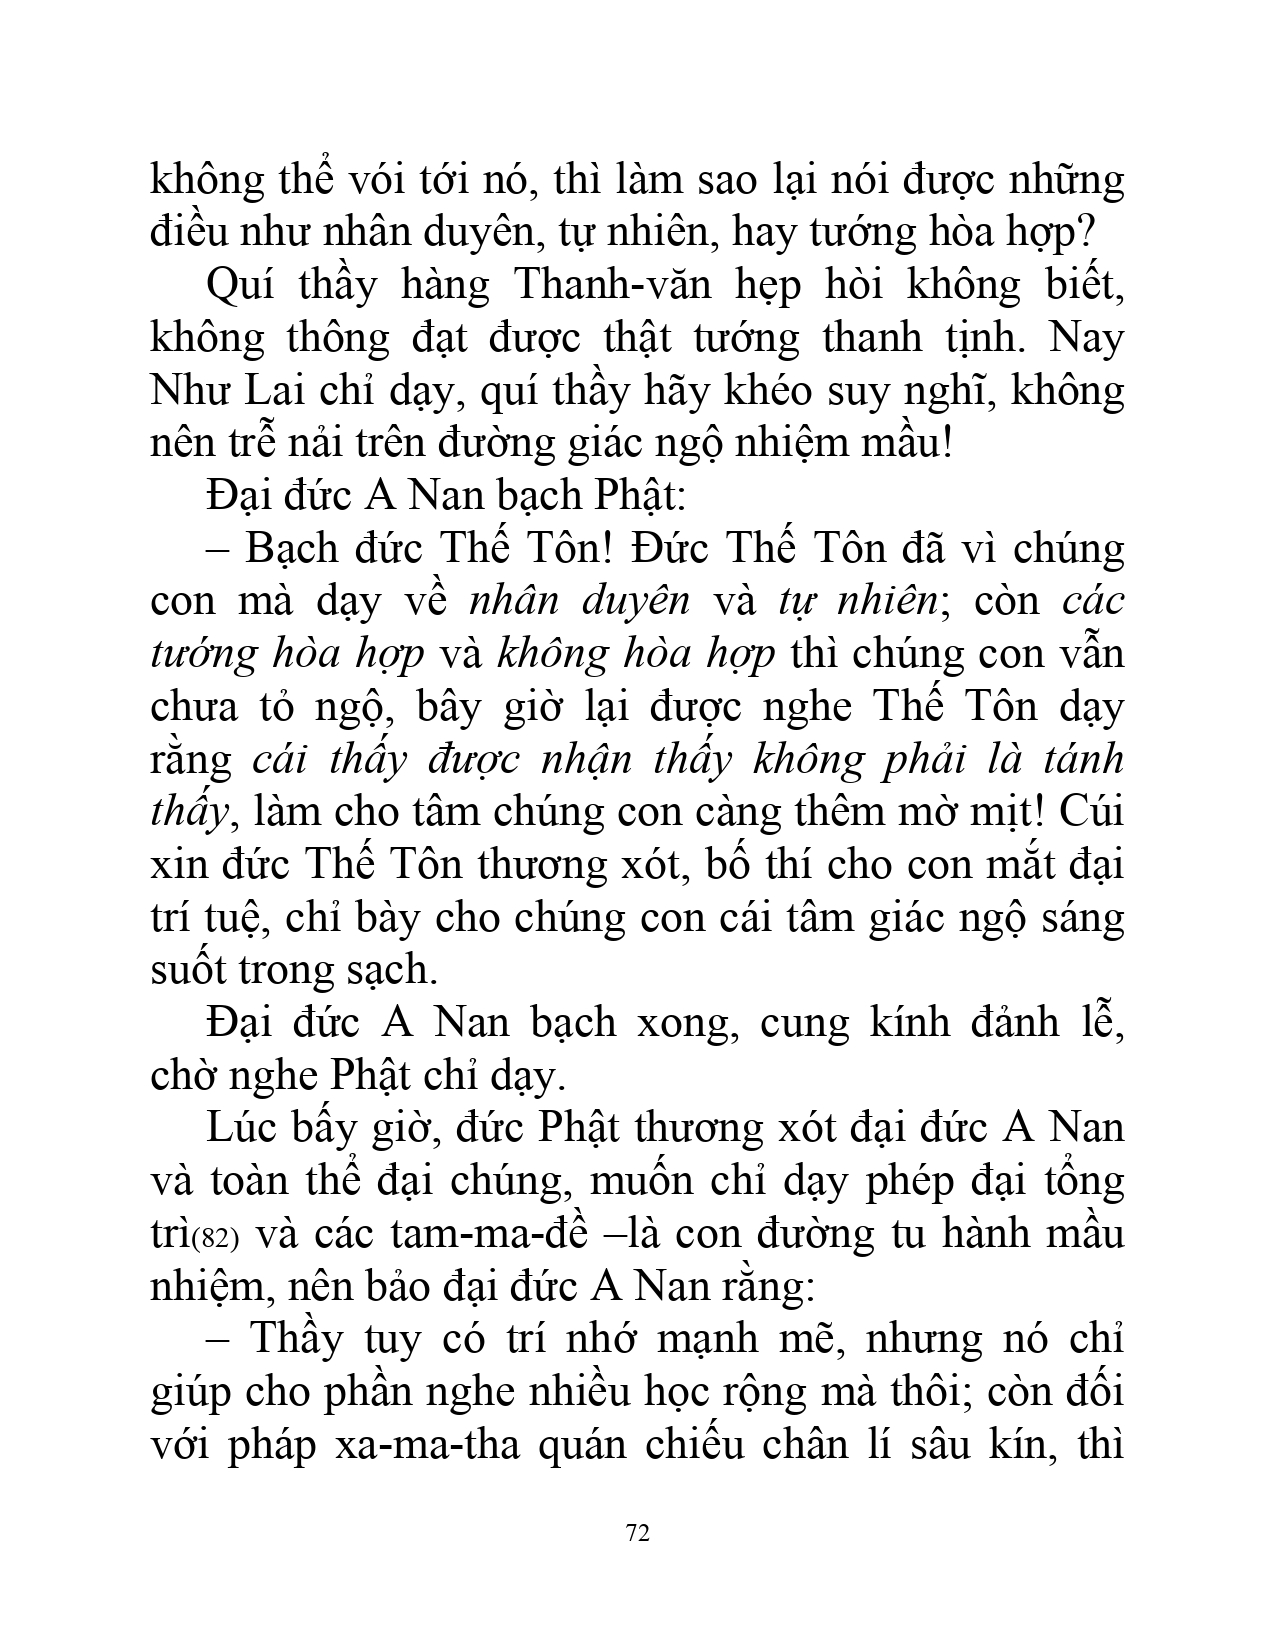 không thể vói tới nó, thì làm sao lại nói được những
điều như nhân duyên, tự nhiên, hay tướng hòa hợp?
Quí thầy hàng Thanh-văn hẹp hòi không biết,
không thông đạt được thật tướng thanh tịnh. Nay
Như Lai chỉ dạy, quí thầy hãy khéo suy nghĩ, không
nên trễ nải trên đường giác ngộ nhiệm mầu!
Đại đức A Nan bạch Phật:
– Bạch đức Thế Tôn! Đức Thế Tôn đã vì chúng
con mà dạy về nhân duyên và tự nhiên; còn các
tướng hòa hợp và không hòa hợp thì chúng con vẫn
chưa tỏ ngộ, bây giờ lại được nghe Thế Tôn dạy
rằng cái thấy được nhận thấy không phải là tánh
thấy, làm cho tâm chúng con càng thêm mờ mịt! Cúi
xin đức Thế Tôn thương xót, bố thí cho con mắt đại
trí tuệ, chỉ bày cho chúng con cái tâm giác ngộ sáng
suốt trong sạch.
Đại đức A Nan bạch xong, cung kính đảnh lễ,
chờ nghe Phật chỉ dạy.
Lúc bấy giờ, đức Phật thương xót đại đức A Nan
và toàn thể đại chúng, muốn chỉ dạy phép đại tổng
trì(82) và các tam-ma-đề –là con đường tu hành mầu
nhiệm, nên bảo đại đức A Nan rằng:
– Thầy tuy có trí nhớ mạnh mẽ, nhưng nó chỉ
giúp cho phần nghe nhiều học rộng mà thôi; còn đối
với pháp xa-ma-tha quán chiếu chân lí sâu kín, thì
72